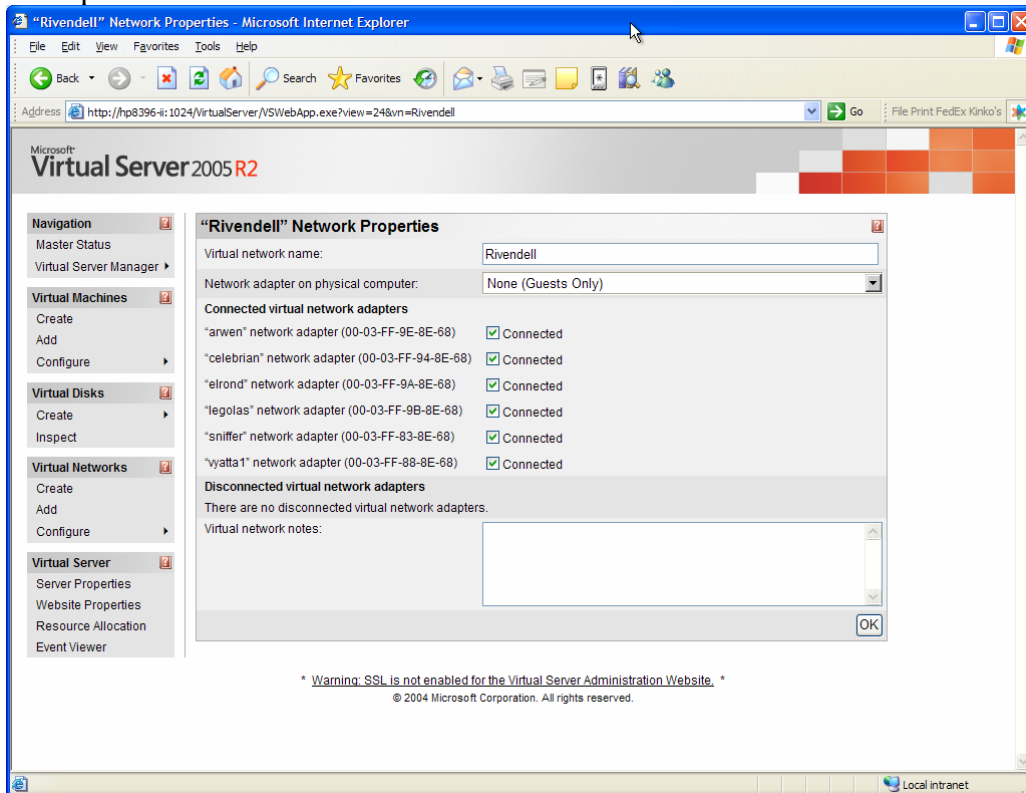 "Rivendell" Network Properties - Microsoft Internet Explorer
File Edit View Favorites Tools Help
Back Search Favorites
Address http://hp8396-ii:1024/VirtualServer/VSWebApp.exe?view=24&vn=Rivendell Go File Print FedEx Kinko's
Microsoft
Virtual Server 2005 R2
Navigation
Master Status
Virtual Server Manager
Virtual Machines
Create
Add
Configure
Virtual Disks
Create
Inspect
Virtual Networks
Create
Add
Configure
Virtual Server
Server Properties
Website Properties
Resource Allocation
Event Viewer
"Rivendell" Network Properties
Virtual network name: Rivendell
Network adapter on physical computer: None (Guests Only)
Connected virtual network adapters
"arwen" network adapter (00-03-FF-9E-8E-68) Connected
"celebrian" network adapter (00-03-FF-94-8E-68) Connected
"elrond" network adapter (00-03-FF-9A-8E-68) Connected
"legolas" network adapter (00-03-FF-9B-8E-68) Connected
"sniffer" network adapter (00-03-FF-83-8E-68) Connected
"vyatta1" network adapter (00-03-FF-88-8E-68) Connected
Disconnected virtual network adapters
There are no disconnected virtual network adapters.
Virtual network notes:
OK
* Warning: SSL is not enabled for the Virtual Server Administration Website. *
© 2004 Microsoft Corporation. All rights reserved.
Local intranet